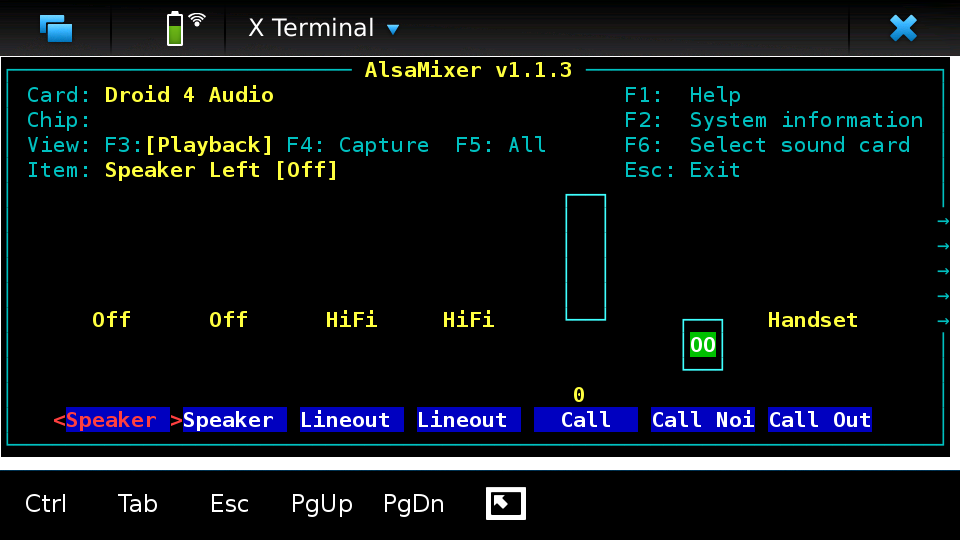 X Terminal
AlsaMixer v1.1.3
Card: Droid 4 Audio F1: Help
Chip: F2: System information
View: F3:[Playback] F4: Capture F5: All F6: Select sound card
Item: Speaker Left [Off] Esc: Exit
→
→
→
→
Off Off HiFi HiFi Handset →
OO
0
<Speaker >Speaker Lineout Lineout Call Call Noi Call Out
Ctrl Tab Esc PgUp PgDn